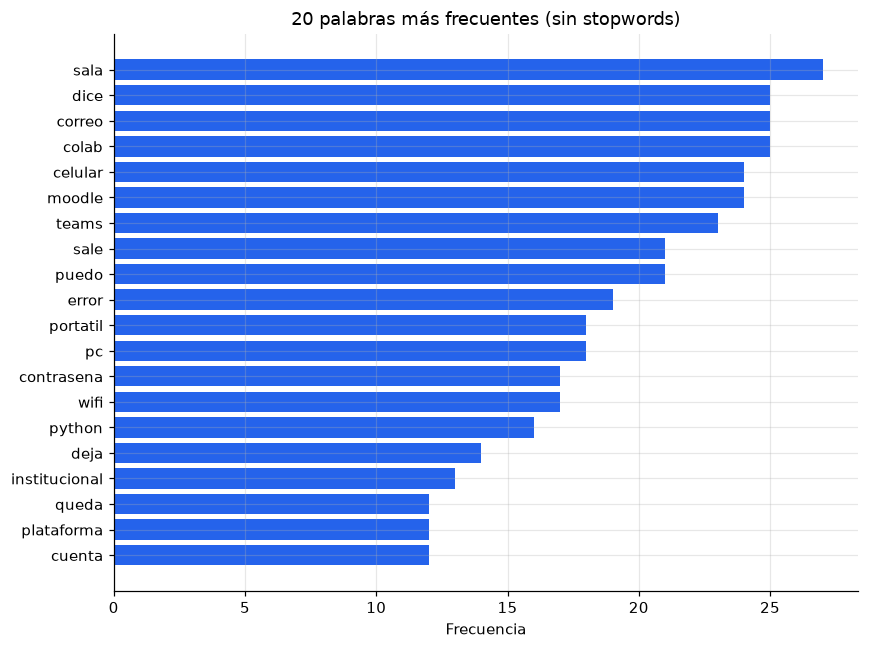 20 palabras más frecuentes (sin stopwords)
sala
dice
correo
colab
celular
moodle
teams
sale
puedo
error
portatil
pc
contrasena
wifi
python
deja
institucional
queda
plataforma
cuenta
0 5 10 15 20 25
Frecuencia